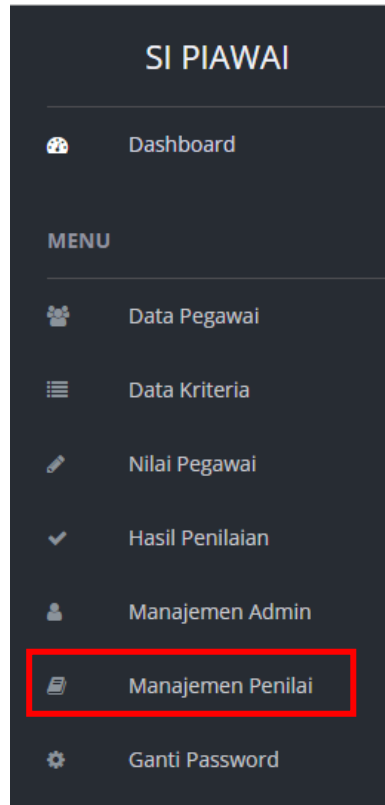 SI PIAWAI
Dashboard
MENU
Data Pegawai
Data Kriteria
Nilai Pegawai
Hasil Penilaian
Manajemen Admin
Manajemen Penilai
Ganti Password